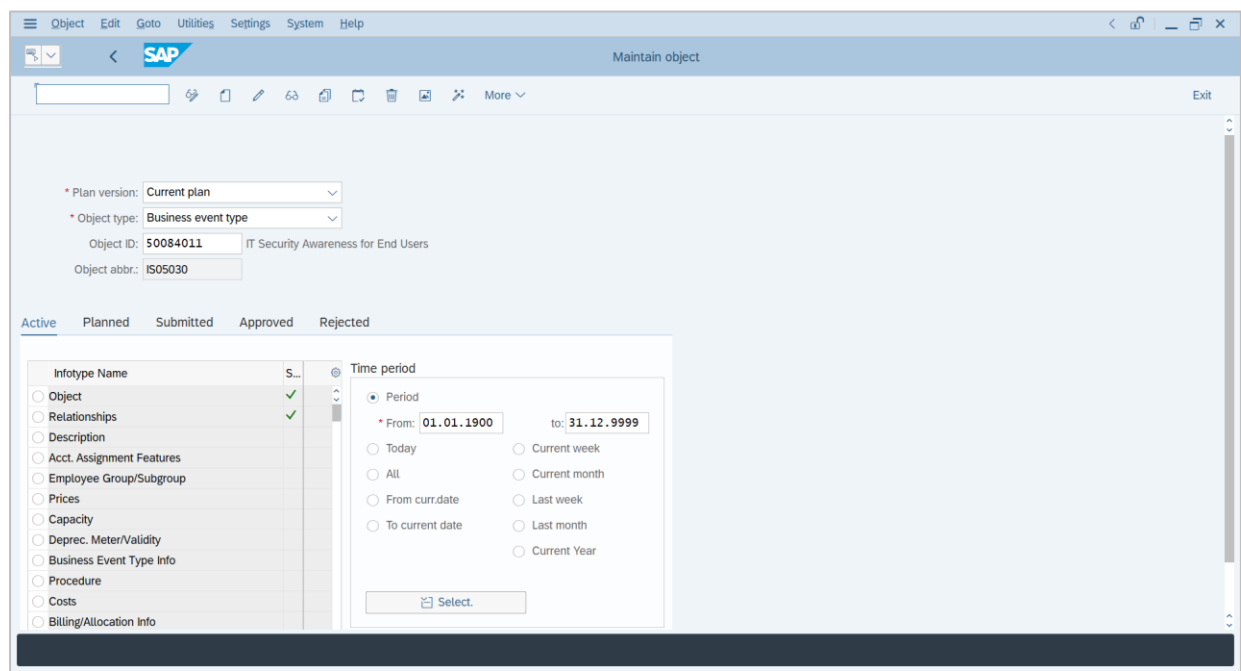 Object Edit Goto Utilities Settings System Help
SAP
Maintain object
More
Exit
* Plan version: Current plan
* Object type: Business event type
Object ID: 50084011 IT Security Awareness for End Users
Object abbr.: IS05030
Active Planned Submitted Approved Rejected
Infotype Name S...
Object
Relationships
Description
Acct. Assignment Features
Employee Group/Subgroup
Prices
Capacity
Deprec. Meter/Validity
Business Event Type Info
Procedure
Costs
Billing/Allocation Info
Time period
Period
* From: 01.01.1900 to: 31.12.9999
Today Current week
All Current month
From curr.date Last week
To current date Last month
Current Year
Select.